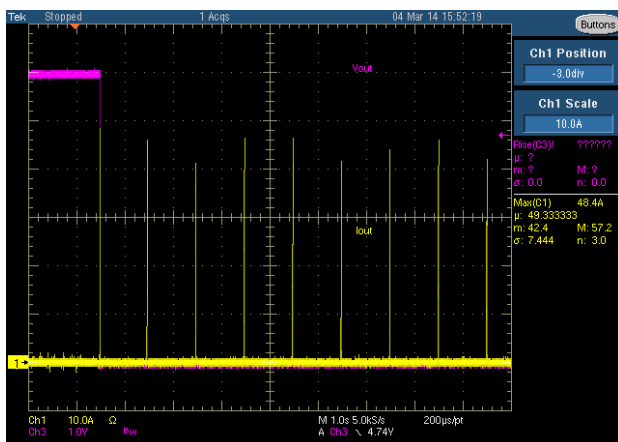 Tek Stopped 1 Acqs 04 Mar 14 15:52:19
Buttons
Ch1 Position
-3.0div
Ch1 Scale
10.0A
Vout
Rise(C3)! ??????
µ: ?
m: ? M: ?
σ: 0.0 n: 0.0
Max(C1) 48.4A
µ: 49.333333
m: 42.4 M: 57.2
σ: 7.444 n: 3.0
Iout
1
Ch1 10.0A Ω M 1.0s 5.0kS/s 200µs/pt
Ch3 1.0V Bw A Ch3 \ 4.74V